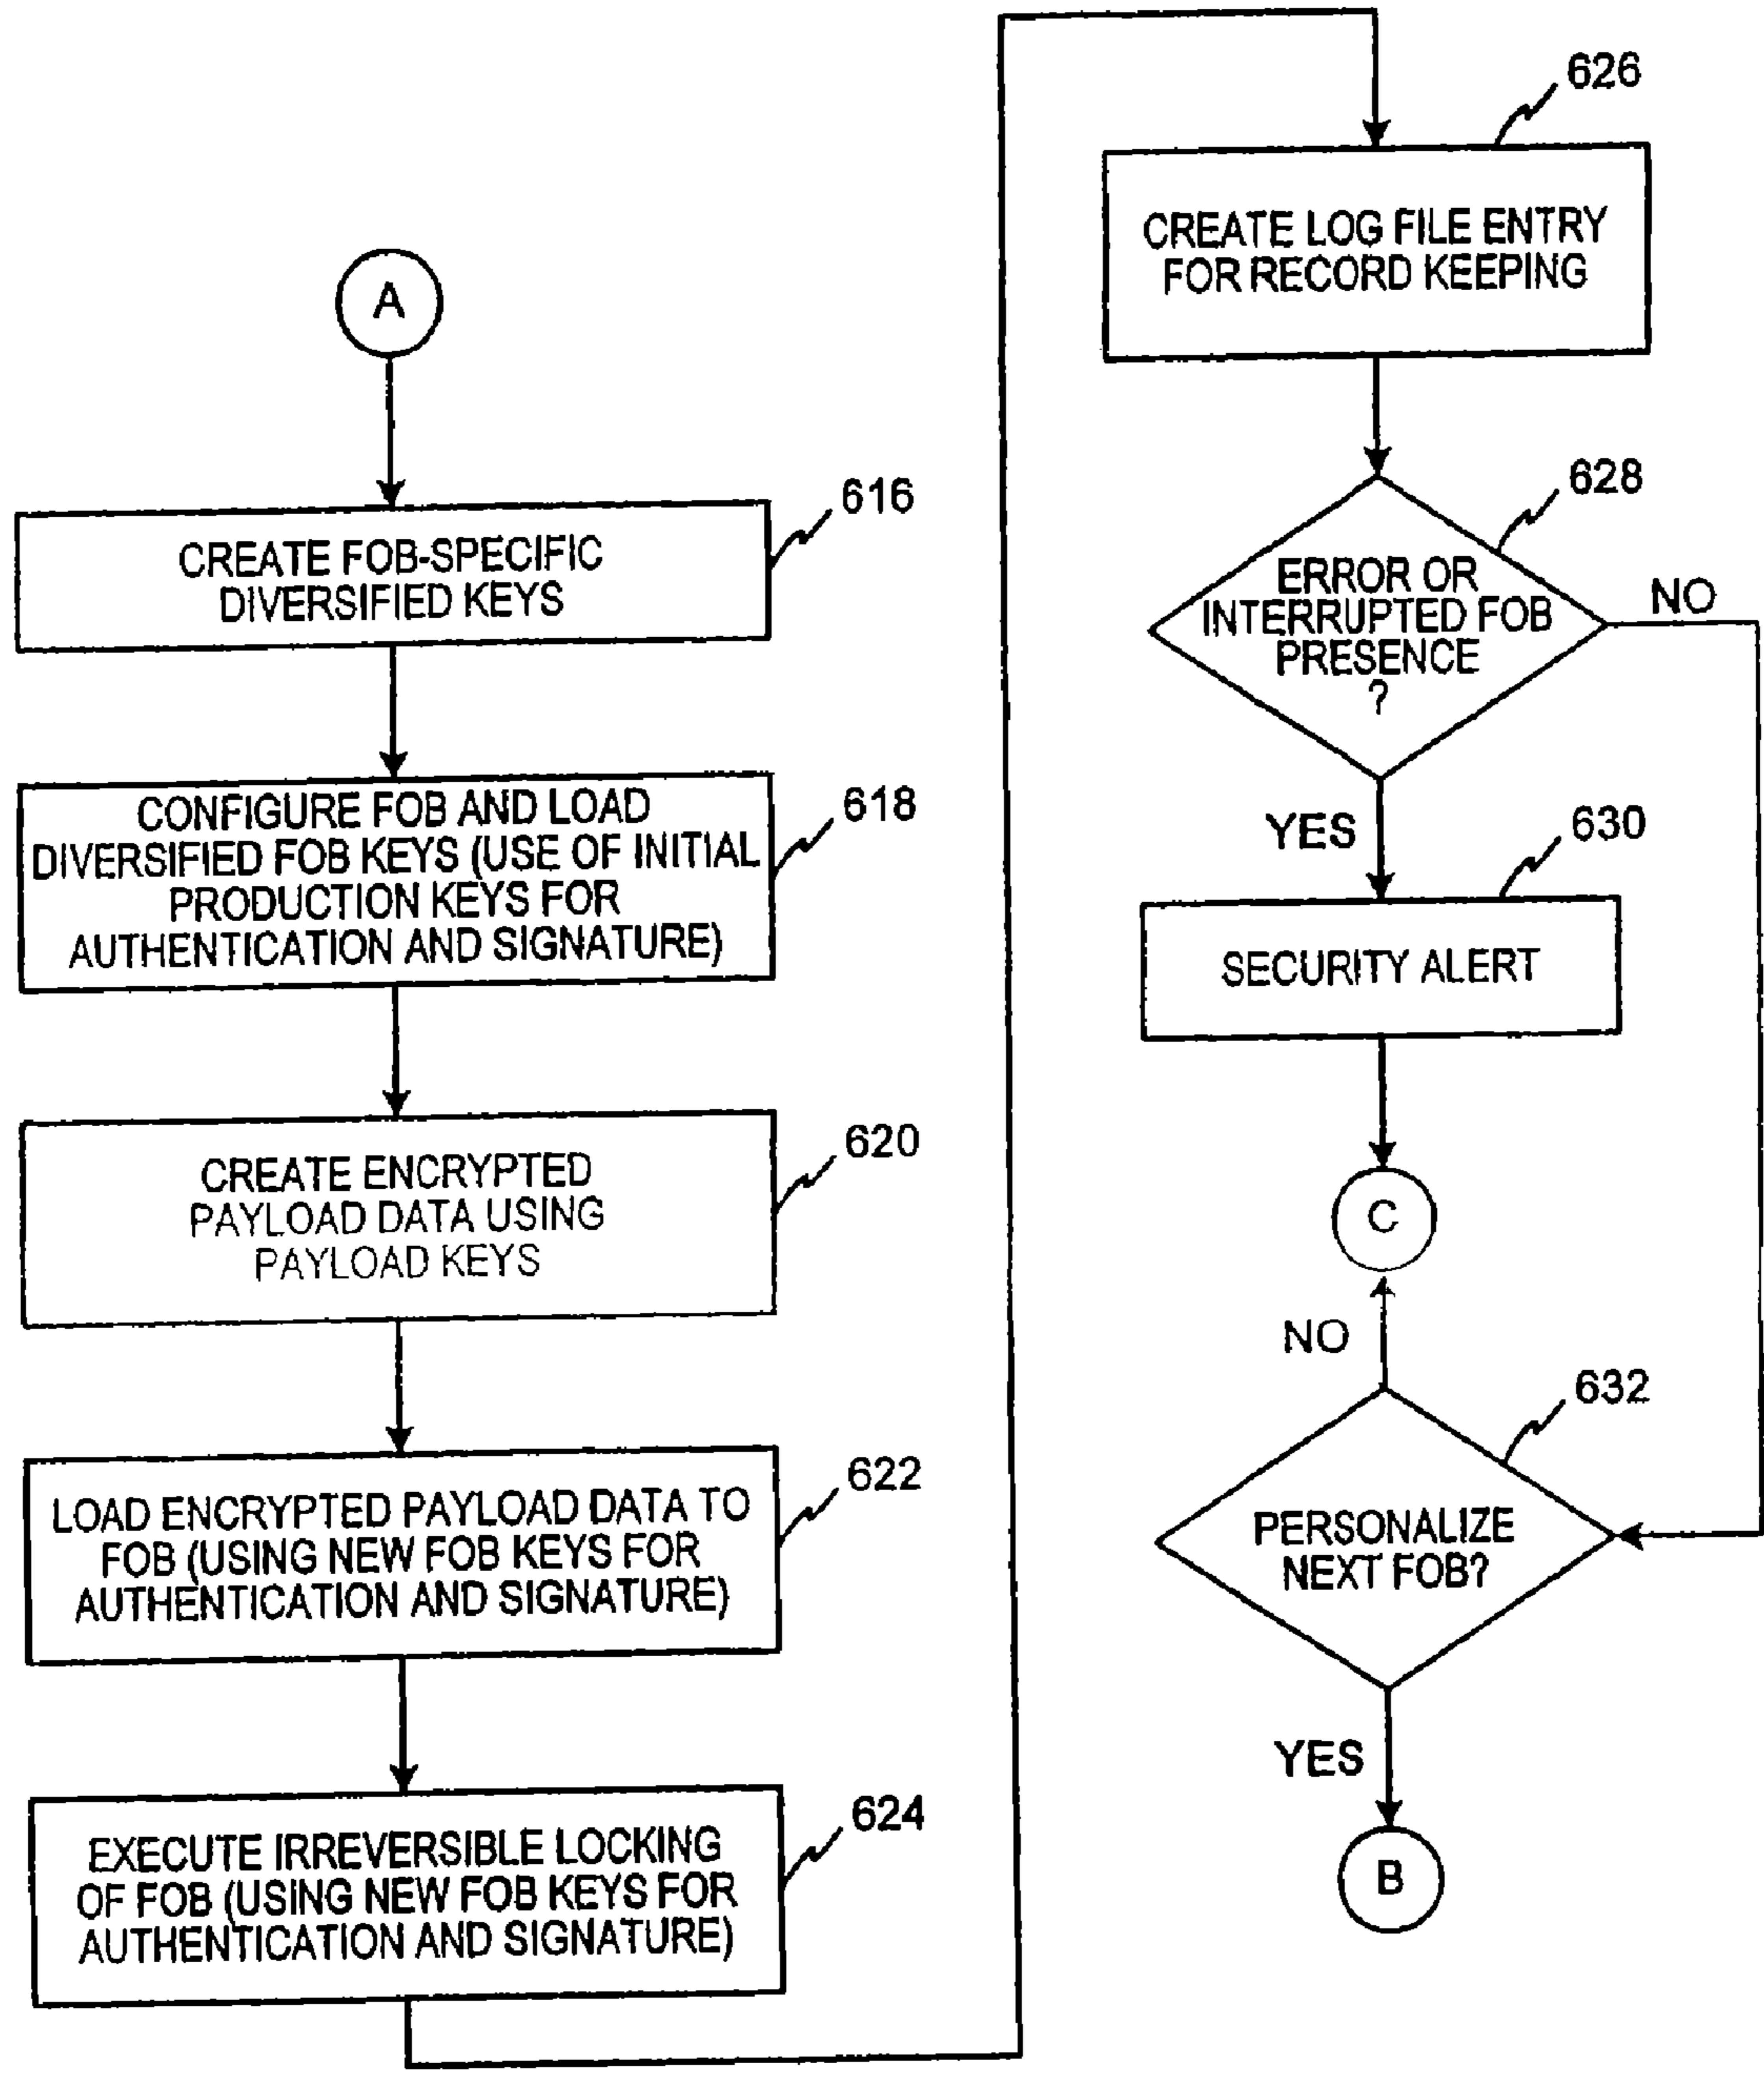 A
616
CREATE FOB-SPECIFIC
DIVERSIFIED KEYS
618
CONFIGURE FOB AND LOAD
DIVERSIFIED FOB KEYS (USE OF INITIAL
PRODUCTION KEYS FOR
AUTHENTICATION AND SIGNATURE)
620
CREATE ENCRYPTED
PAYLOAD DATA USING
PAYLOAD KEYS
622
LOAD ENCRYPTED PAYLOAD DATA TO
FOB (USING NEW FOB KEYS FOR
AUTHENTICATION AND SIGNATURE)
624
EXECUTE IRREVERSIBLE LOCKING
OF FOB (USING NEW FOB KEYS FOR
AUTHENTICATION AND SIGNATURE)
626
CREATE LOG FILE ENTRY
FOR RECORD KEEPING
628
ERROR OR
INTERRUPTED FOB
PRESENCE
?
NO
YES
630
SECURITY ALERT
C
NO
632
PERSONALIZE
NEXT FOB?
YES
B